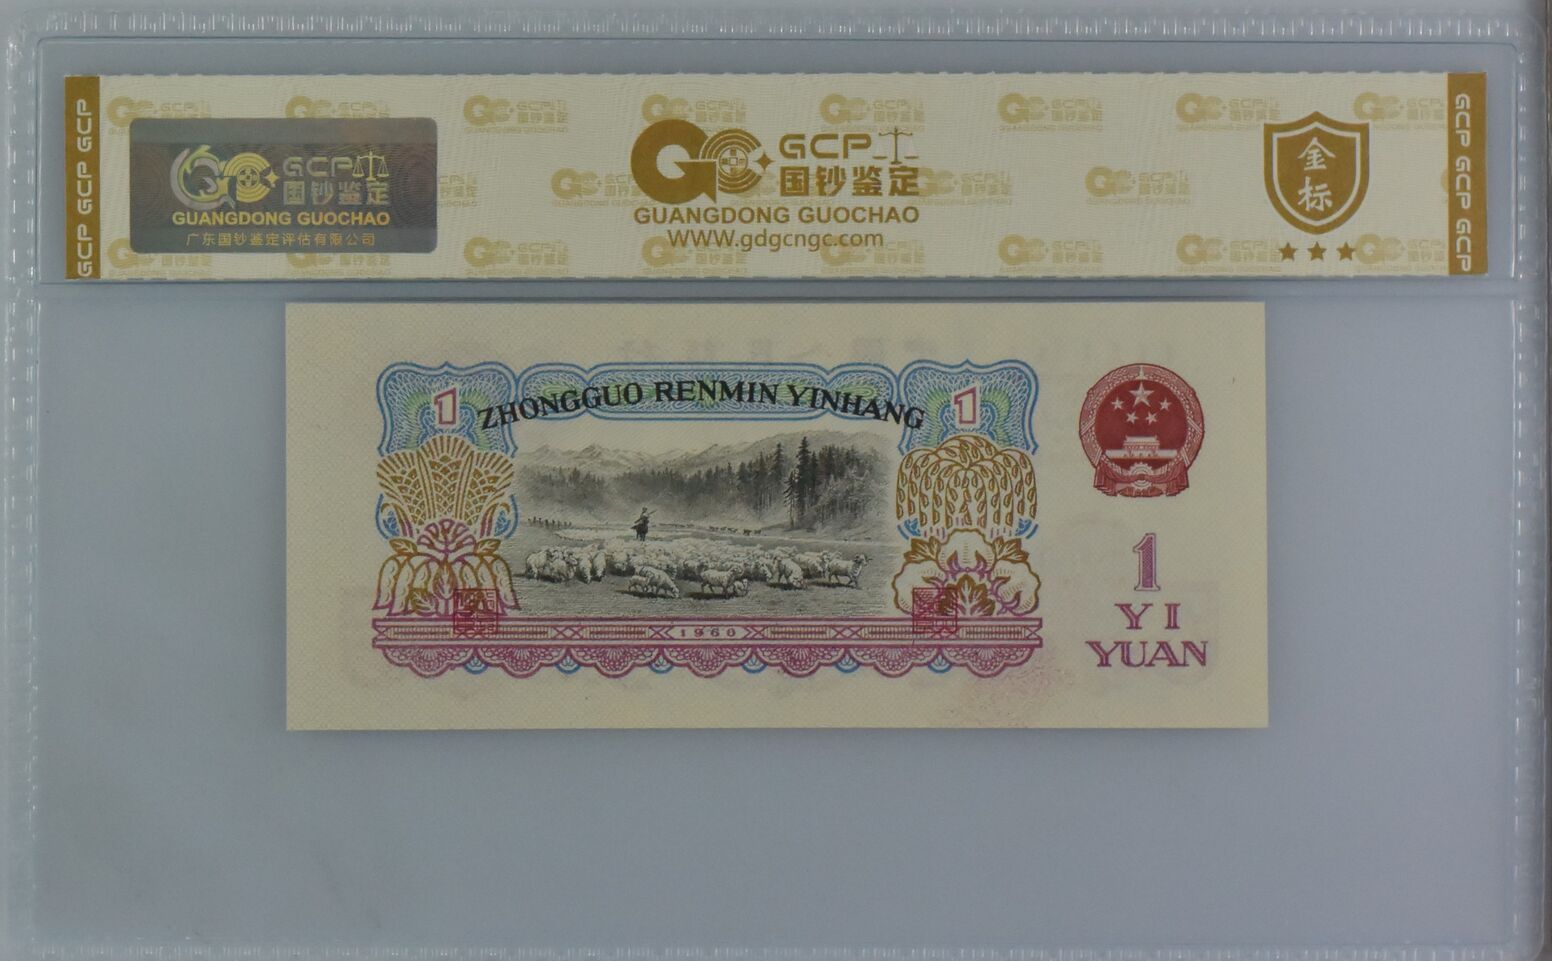 GCP GCP GCP
GCP
国钞鉴定
GUANGDONG GUOCHAO
广东国钞鉴定评估有限公司
GCP
国钞鉴定
GUANGDONG GUOCHAO
WWW.gdgcngc.com
金标
GCP GCP GCP
ZHONGGUO RENMIN YINHANG
1
1
1960
1
YI
YUAN